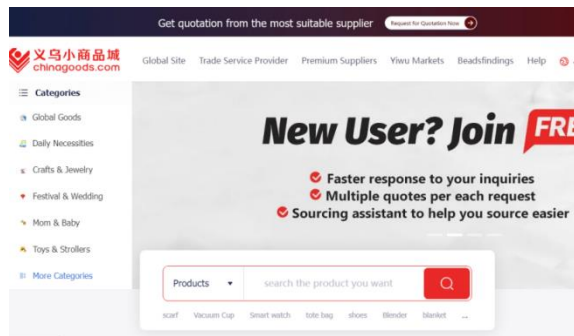 Get quotation from the most suitable supplier Request for Quotation Now
义乌小商品城
chinagoods.com
Global Site Trade Service Provider Premium Suppliers Yiwu Markets Beadsfindings Help
Categories
Global Goods
Daily Necessities
Crafts & Jewelry
Festival & Wedding
Mom & Baby
Toys & Strollers
More Categories
New User? Join FREE
Faster response to your inquiries
Multiple quotes per each request
Sourcing assistant to help you source easier
Products search the product you want
scarf Vacuum Cup Smart watch tote bag shoes Blender blanket ...